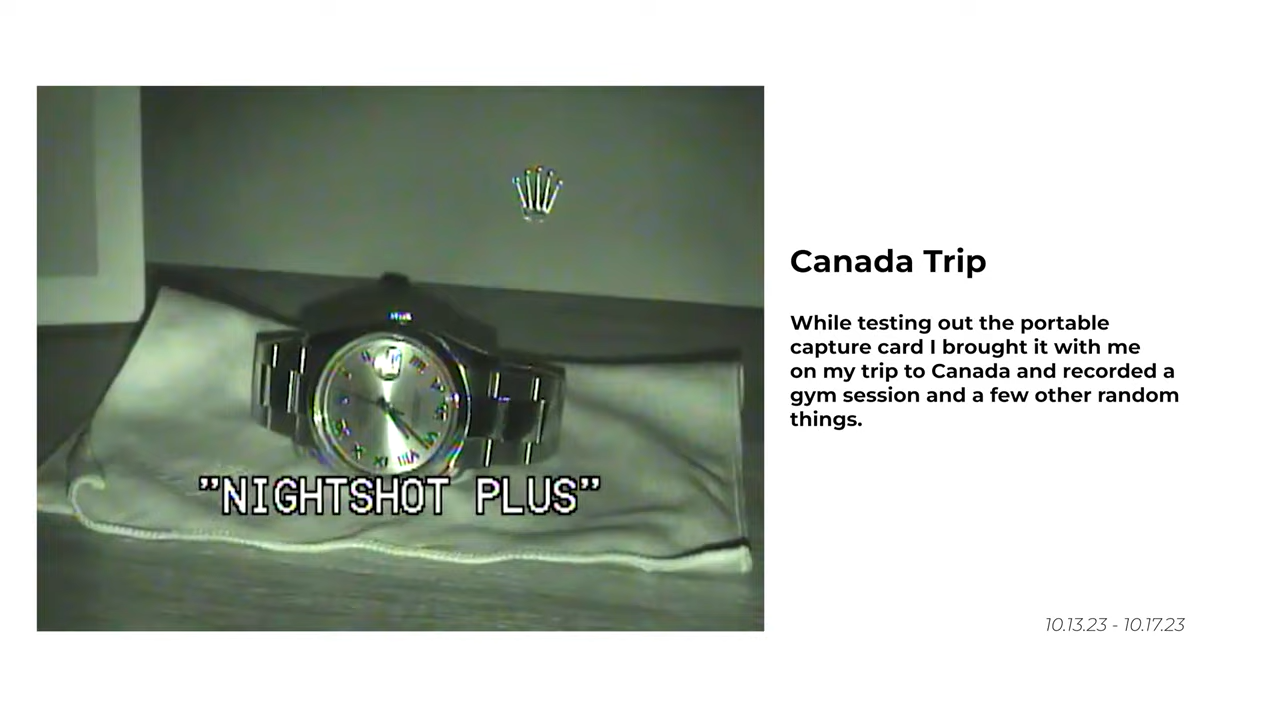 "NIGHTSHOT PLUS"
Canada Trip
While testing out the portable
capture card I brought it with me
on my trip to Canada and recorded a
gym session and a few other random
things.
10.13.23 - 10.17.23